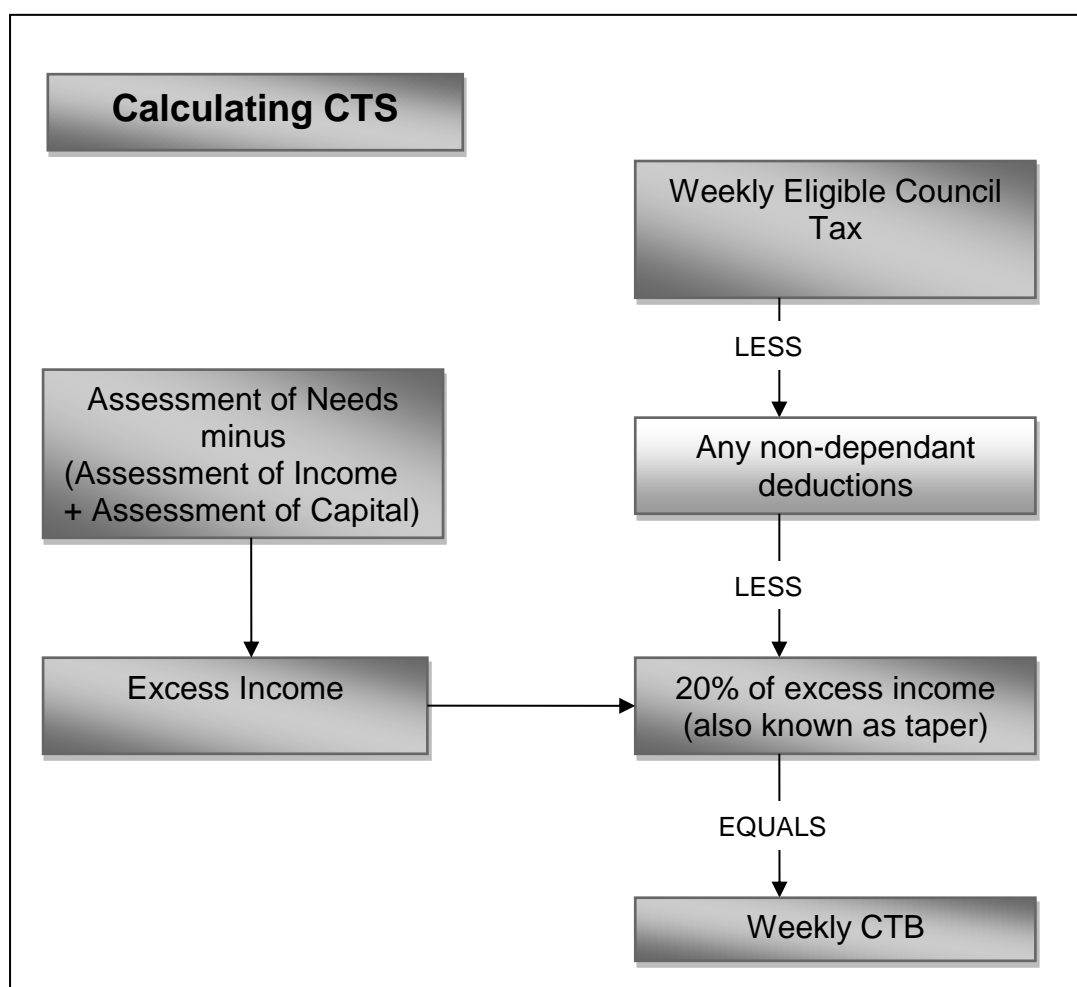 Calculating CTS
Weekly Eligible Council
Tax
LESS
Assessment of Needs
minus
(Assessment of Income
+ Assessment of Capital)
Any non-dependant
deductions
LESS
Excess Income
20% of excess income
(also known as taper)
EQUALS
Weekly CTB